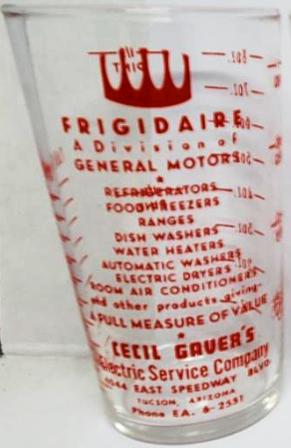 FRIGIDAIRE
A Division of
GENERAL MOTORS
REFRIGERATORS
FOOD FREEZERS
RANGES
DISH WASHERS
WATER HEATERS
AUTOMATIC WASHERS
ELECTRIC DRYERS
ROOM AIR CONDITIONERS
and other products giving
A FULL MEASURE OF VALUE
CECIL GAUER'S
Electric Service Company
4044 EAST SPEEDWAY BLVD.
TUCSON, ARIZONA
Phone EA. 6-2551